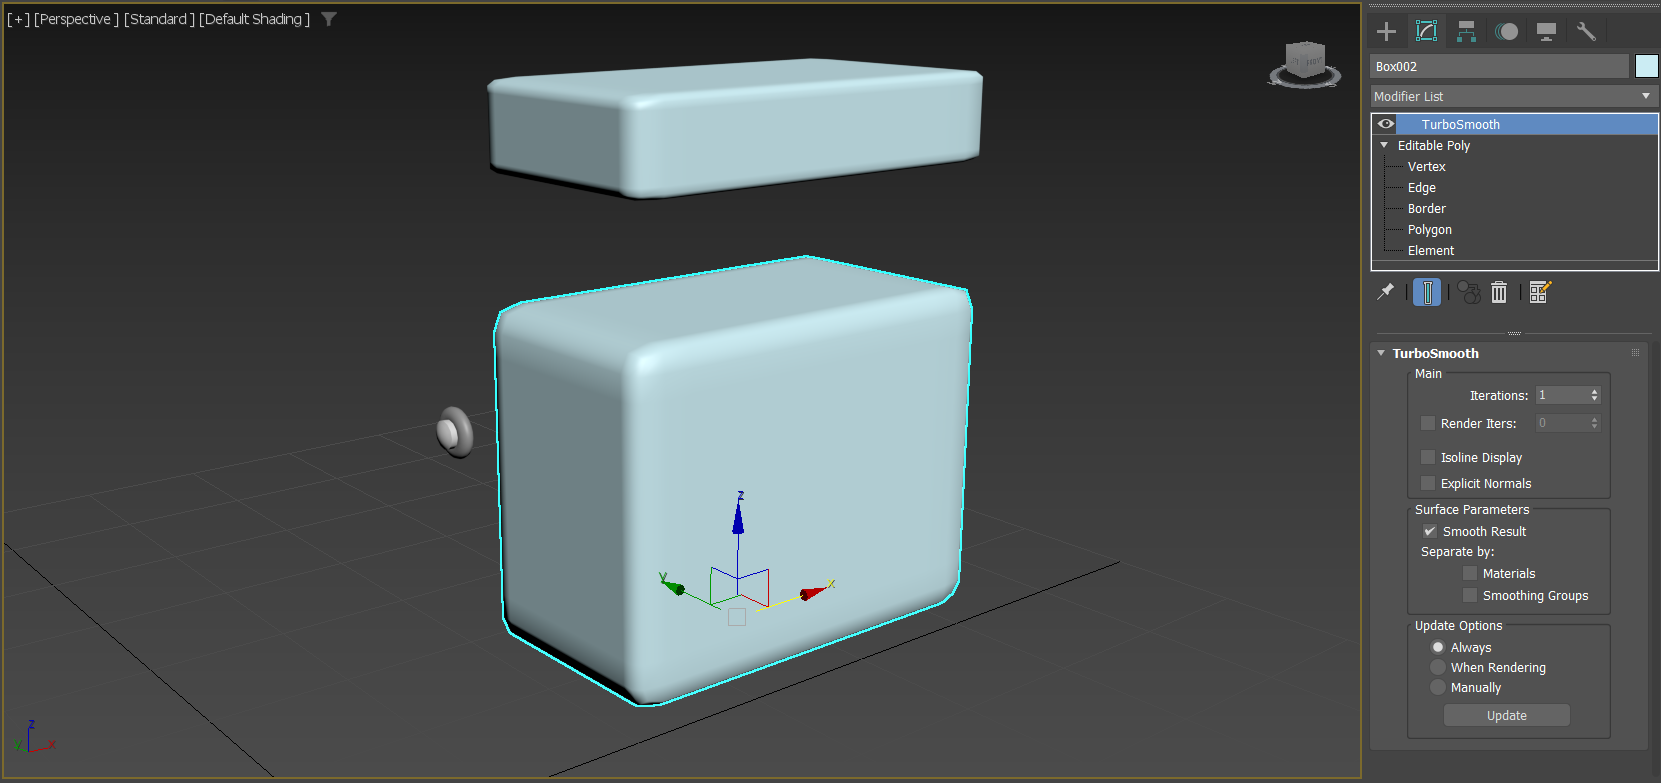 [+] [Perspective ] [Standard ] [Default Shading ]
z
y
x
z
y
x
Box002
Modifier List
TurboSmooth
Editable Poly
Vertex
Edge
Border
Polygon
Element
TurboSmooth
Main
Iterations: 1
Render Iters: 0
Isoline Display
Explicit Normals
Surface Parameters
Smooth Result
Separate by:
Materials
Smoothing Groups
Update Options
Always
When Rendering
Manually
Update